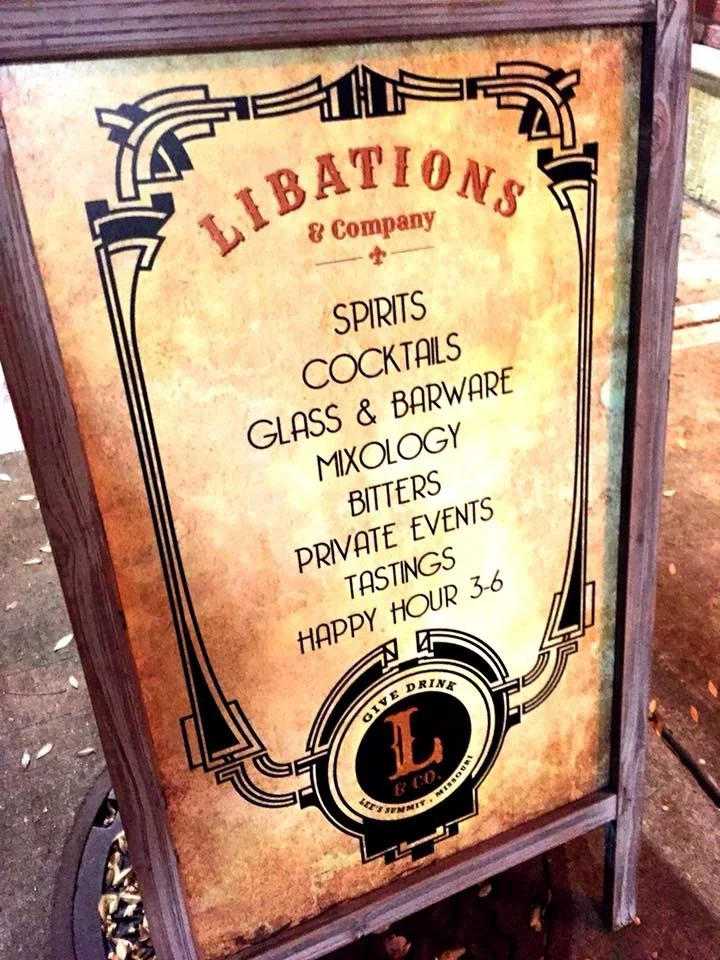 LIBATIONS
& Company
SPIRITS
COCKTAILS
GLASS & BARWARE
MIXOLOGY
BITTERS
PRIVATE EVENTS
TASTINGS
HAPPY HOUR 3-6
GIVE DRINK
L
& CO.
LEE'S SUMMIT, MISSOURI